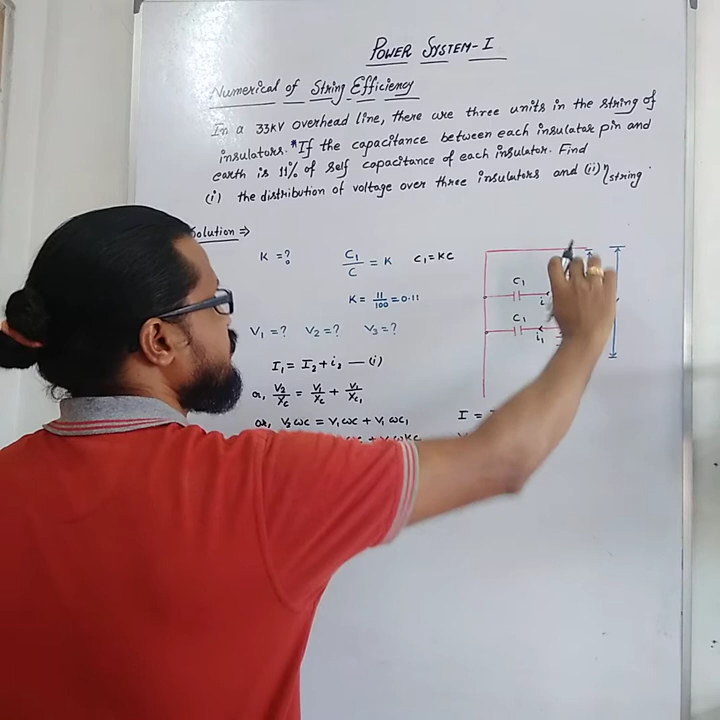 POWER SYSTEM-I
Numerical of String Efficiency
In a 33KV overhead line, there are three units in the string of
insulators. *If the capacitance between each insulator pin and
earth is 11% of self capacitance of each insulator. Find
(i) the distribution of voltage over three insulators and (ii) η string.
Solution ⇒
K = ? C₁/C = K C₁ = KC
K = 11/100 = 0.11
V₁ = ? V₂ = ? V₃ = ?
C₁
C₁
i₁
or, V₂/Xc = V₁/Xc + V₁/Xc₁
or, V₂ωC = V₁ωC + V₁ωC₁
I =